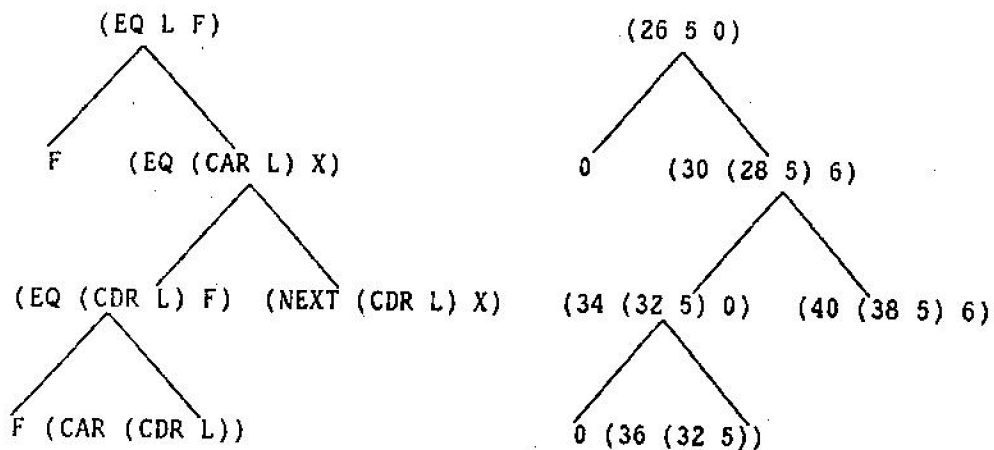 (EQ L F) (26 5 0)
F (EQ (CAR L) X) 0 (30 (28 5) 6)
(EQ (CDR L) F) (NEXT (CDR L) X) (34 (32 5) 0) (40 (38 5) 6)
F (CAR (CDR L)) 0 (36 (32 5))